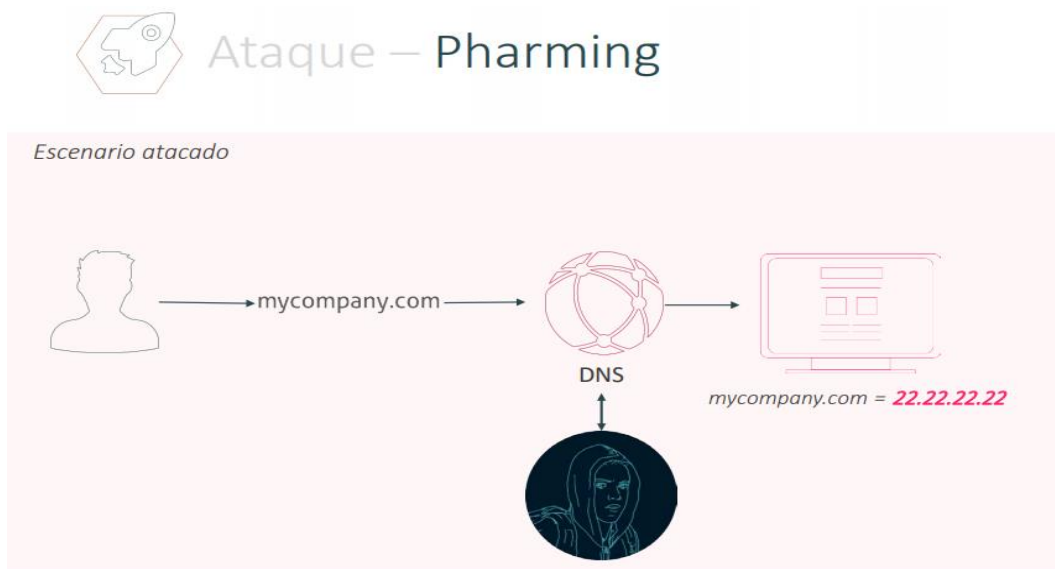 Ataque – Pharming
Escenario atacado
mycompany.com
DNS
mycompany.com = 22.22.22.22